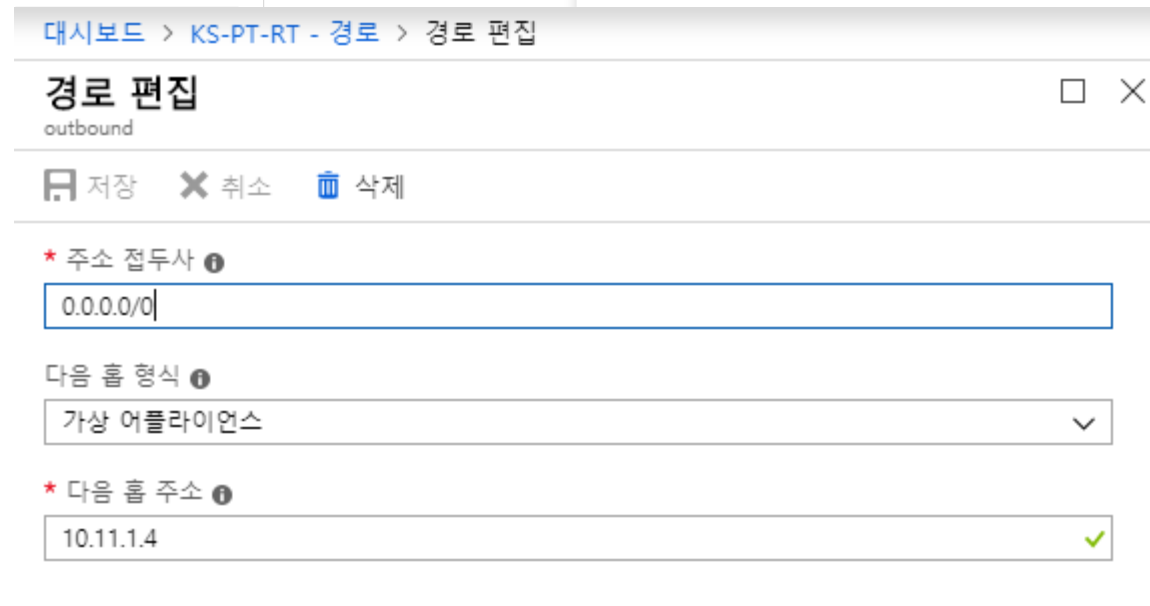 대시보드 > KS-PT-RT - 경로 > 경로 편집
경로 편집
outbound
저장 취소 삭제
* 주소 접두사
0.0.0.0/0
다음 홉 형식
가상 어플라이언스
* 다음 홉 주소
10.11.1.4